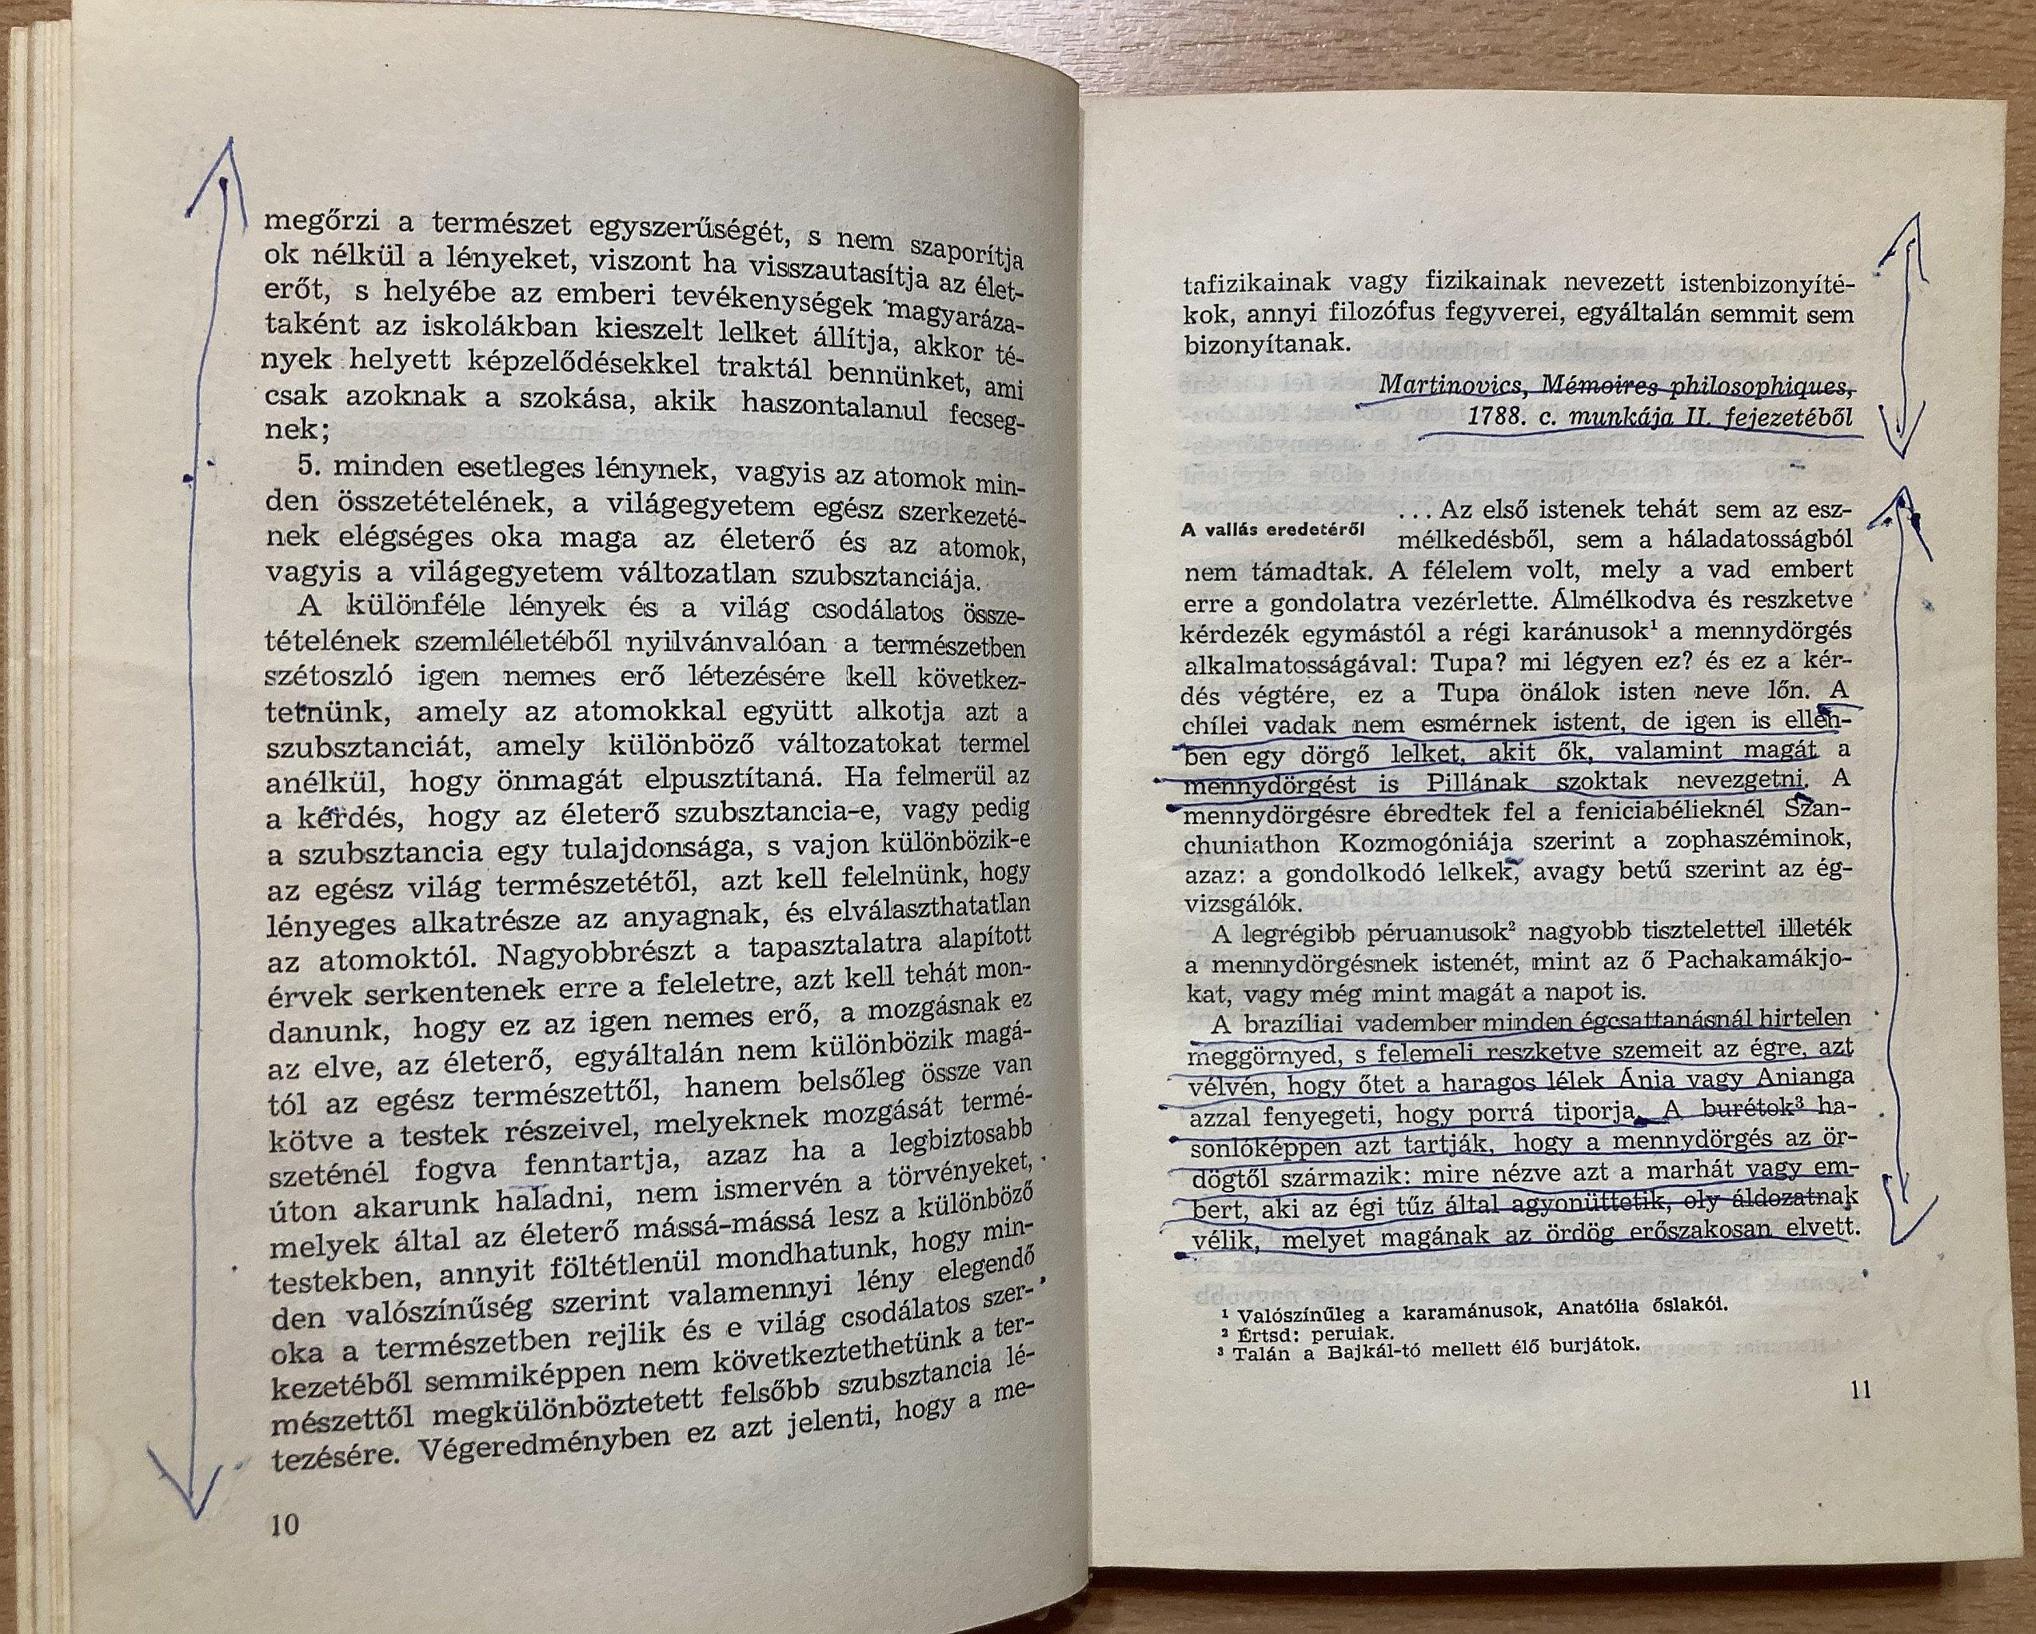 megőrzi a természet egyszerűségét, s nem szaporítja
ok nélkül a lényeket, viszont ha visszautasítja az élet-
erőt, s helyébe az emberi tevékenységek magyaráza-
taként az iskolákban kieszelt lelket állítja, akkor té-
nyek helyett képzelődésekkel traktál bennünket, ami
csak azoknak a szokása, akik haszontalanul fecseg-
nek;
5. minden esetleges lénynek, vagyis az atomok min-
den összetételének, a világegyetem egész szerkezeté-
nek elégséges oka maga az életerő és az atomok,
vagyis a világegyetem változatlan szubsztanciája.
A különféle lények és a világ csodálatos össze-
tételének szemléletéből nyilvánvalóan a természetben
szétoszló igen nemes erő létezésére kell következ-
tetnünk, amely az atomokkal együtt alkotja azt a
szubsztanciát, amely különböző változatokat termel
anélkül, hogy önmagát elpusztítaná. Ha felmerül az
a kérdés, hogy az életerő szubsztancia-e, vagy pedig
a szubsztancia egy tulajdonsága, s vajon különbözik-e
az egész világ természetétől, azt kell felelnünk, hogy
lényeges alkatrésze az anyagnak, és elválaszthatatlan
az atomoktól. Nagyobbrészt a tapasztalatra alapított
érvek serkentenek erre a feleletre, azt kell tehát mon-
danunk, hogy ez az igen nemes erő, a mozgásnak ez
az elve, az életerő, egyáltalán nem különbözik magá-
tól az egész természettől, hanem belsőleg össze van
kötve a testek részeivel, melyeknek mozgását termé-
szeténél fogva fenntartja, azaz ha a legbiztosabb
úton akarunk haladni, nem ismervén a törvényeket,
melyek által az életerő mássá-mássá lesz a különböző
testekben, annyit föltétlenül mondhatunk, hogy min-
den valószínűség szerint valamennyi lény elegendő
oka a természetben rejlik és e világ csodálatos szer-
kezetéből semmiképpen nem következtethetünk a ter-
mészettől megkülönböztetett felsőbb szubsztancia lé-
tezésére. Végeredményben ez azt jelenti, hogy a me-
10
tafizikainak vagy fizikainak nevezett istenbizonyíté-
kok, annyi filozófus fegyverei, egyáltalán semmit sem
bizonyítanak.
Martinovics, Mémoires philosophiques,
1788. c. munkája II. fejezetéből
A vallás eredetéről
... Az első istenek tehát sem az esz-
mélkedésből, sem a háladatosságból
nem támadtak. A félelem volt, mely a vad embert
erre a gondolatra vezérlette. Álmélkodva és reszketve
kérdezék egymástól a régi karánusok¹ a mennydörgés
alkalmatosságával: Tupa? mi légyen ez? és ez a kér-
dés végtére, ez a Tupa önálok isten neve lőn. A
chílei vadak nem esmérnek istent, de igen is ellen-
ben egy dörgő lelket, akit ők, valamint magát a
mennydörgést is Pillának szoktak nevezgetni. A
mennydörgésre ébredtek fel a feniciabélieknél Szan-
chuniathon Kozmogóniája szerint a zophaszéminok,
azaz: a gondolkodó lelkek, avagy betű szerint az ég-
vizsgálók.
A legrégibb péruanusok² nagyobb tisztelettel illeték
a mennydörgésnek istenét, mint az ő Pachakamákjo-
kat, vagy még mint magát a napot is.
A brazíliai vadember minden égcsattanásnál hirtelen
meggörnyed, s felemeli reszketve szemeit az égre, azt
vélvén, hogy őtet a haragos lélek Ánia vagy Anianga
azzal fenyegeti, hogy porrá tiporja. A burétok³ ha-
sonlóképpen azt tartják, hogy a mennydörgés az ör-
dögtől származik: mire nézve azt a marhát vagy em-
bert, aki az égi tűz által agyonüttetik, oly áldozatnak
vélik, melyet magának az ördög erőszakosan elvett.
¹ Valószínűleg a karamánusok, Anatólia őslakói.
² Értsd: peruiak.
³ Talán a Bajkál-tó mellett élő burjátok.
11